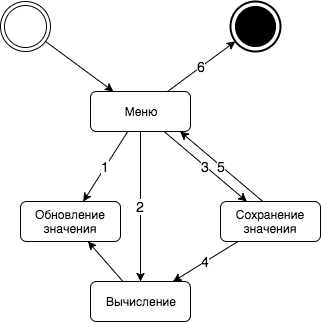 6
Меню
1
3
5
2
Обновление
значения
Сохранение
значения
4
Вычисление